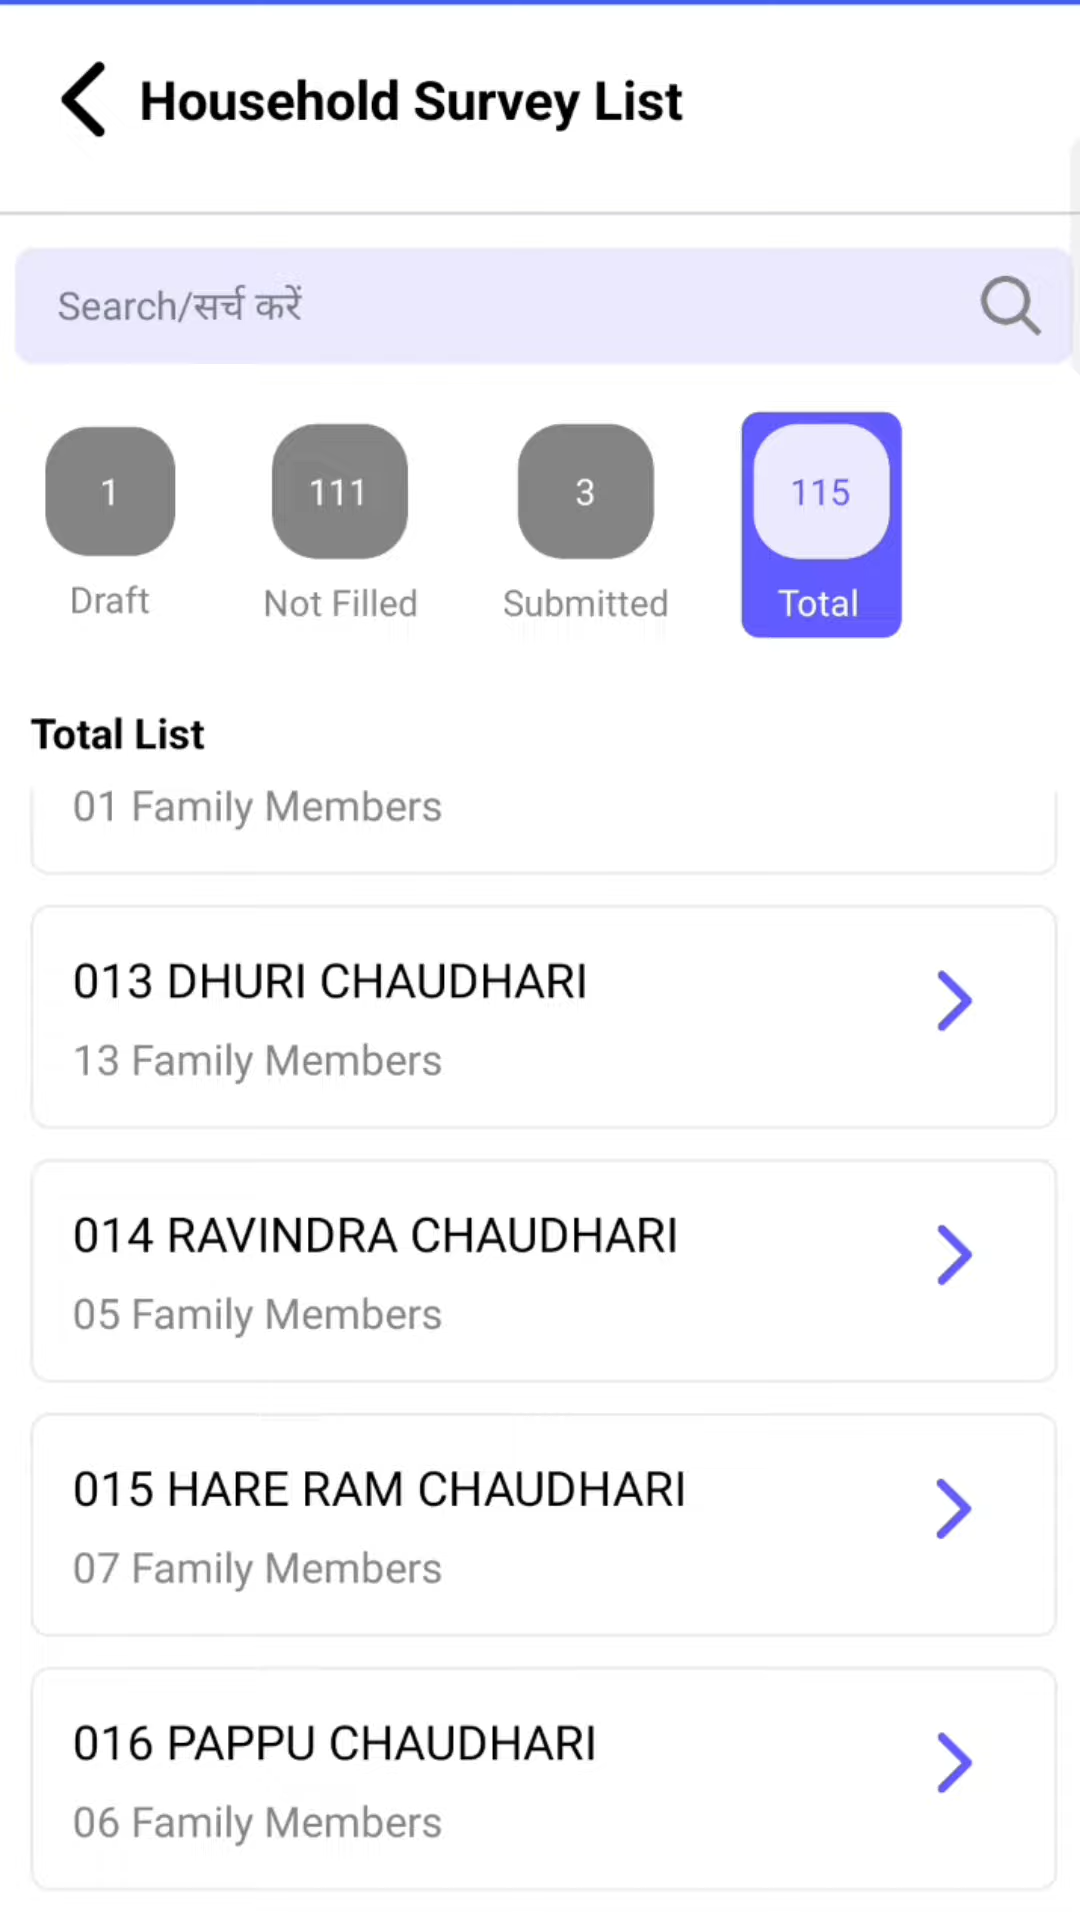 Household Survey List
Search/सर्च करें
1
111
3
115
Draft
Not Filled
Submitted
Total
Total List
01 Family Members
013 DHURI CHAUDHARI
13 Family Members
014 RAVINDRA CHAUDHARI
05 Family Members
015 HARE RAM CHAUDHARI
07 Family Members
016 PAPPU CHAUDHARI
06 Family Members